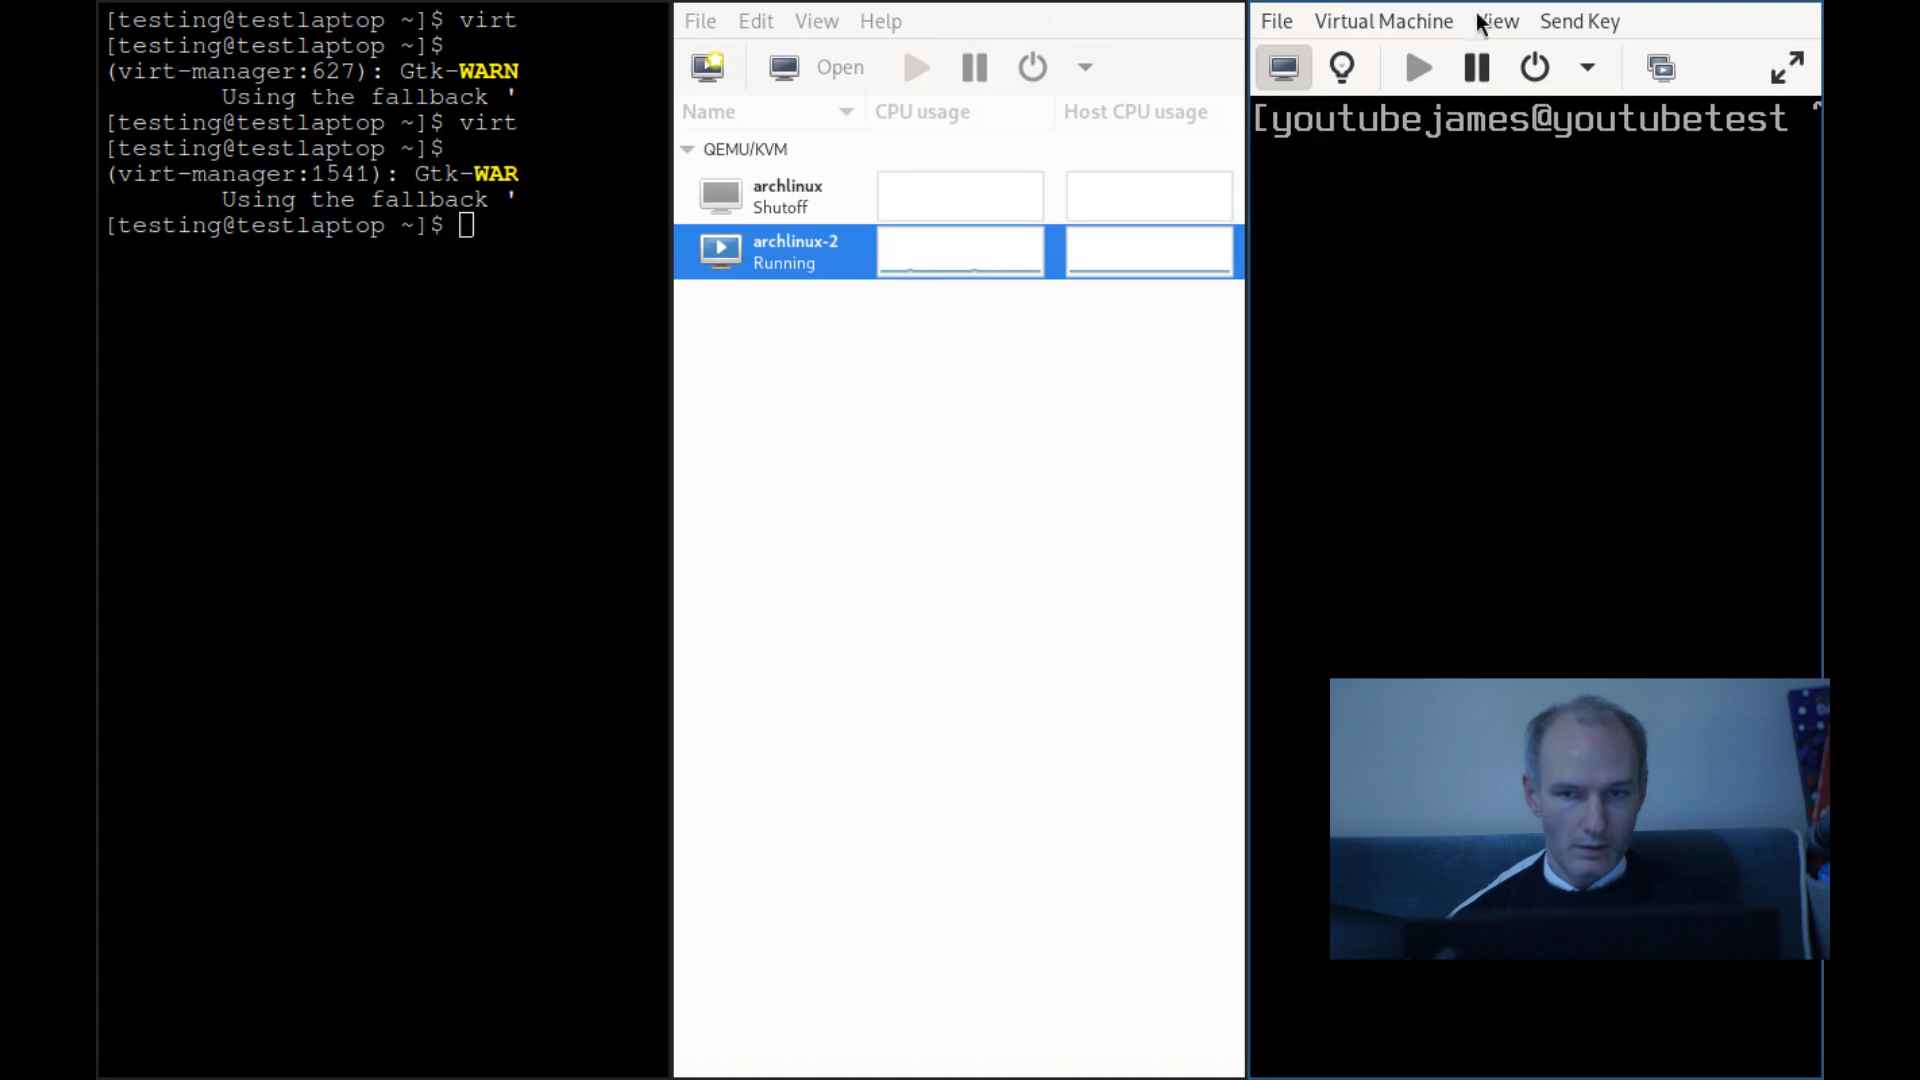 [testing@testlaptop ~]$ virt
[testing@testlaptop ~]$
(virt-manager:627): Gtk-WARN
Using the fallback '
[testing@testlaptop ~]$ virt
[testing@testlaptop ~]$
(virt-manager:1541): Gtk-WAR
Using the fallback '
[testing@testlaptop ~]$
File Edit View Help
Open
Name CPU usage Host CPU usage
QEMU/KVM
archlinux
Shutoff
archlinux-2
Running
File Virtual Machine View Send Key
[youtubejames@youtubetest ~